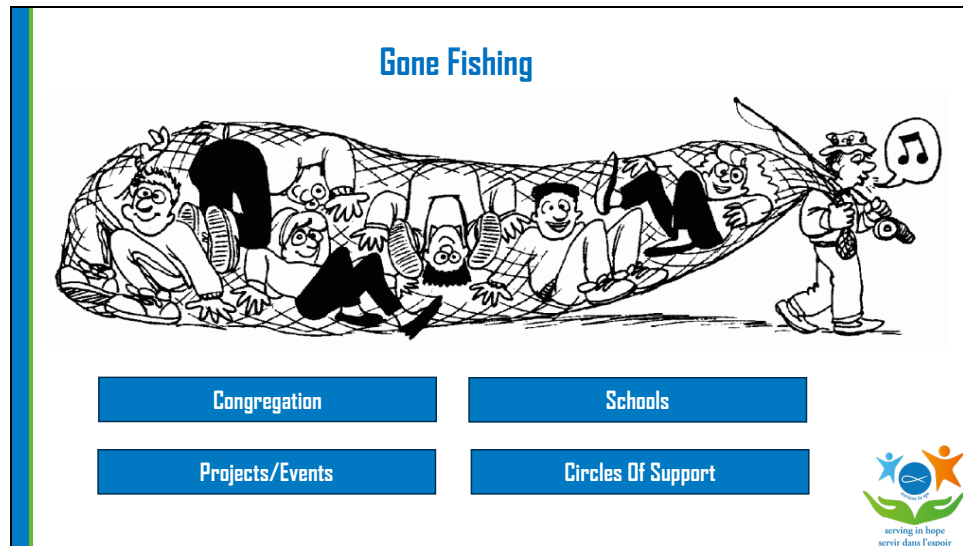 Gone Fishing
Congregation
Schools
Projects/Events
Circles Of Support
serving in hope
servir dans l'espoir